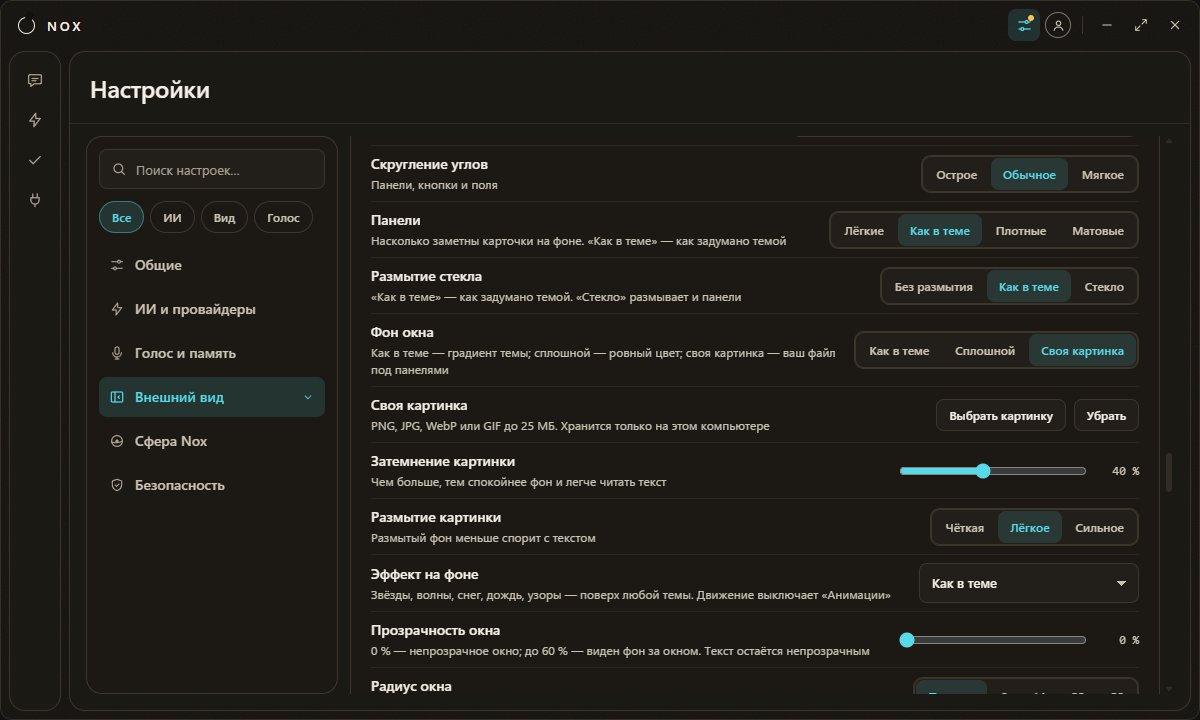 NOX
Настройки
Поиск настроек...
Все
ИИ
Вид
Голос
Общие
ИИ и провайдеры
Голос и память
Внешний вид
Сфера Nox
Безопасность
Скругление углов
Панели, кнопки и поля
Острое
Обычное
Мягкое
Панели
Насколько заметны карточки на фоне. «Как в теме» — как задумано темой
Лёгкие
Как в теме
Плотные
Матовые
Размытие стекла
«Как в теме» — как задумано темой. «Стекло» размывает и панели
Без размытия
Как в теме
Стекло
Фон окна
Как в теме — градиент темы; сплошной — ровный цвет; своя картинка — ваш файл
под панелями
Как в теме
Сплошной
Своя картинка
Своя картинка
PNG, JPG, WebP или GIF до 25 МБ. Хранится только на этом компьютере
Выбрать картинку
Убрать
Затемнение картинки
Чем больше, тем спокойнее фон и легче читать текст
40 %
Размытие картинки
Размытый фон меньше спорит с текстом
Чёткая
Лёгкое
Сильное
Эффект на фоне
Звёзды, волны, снег, дождь, узоры — поверх любой темы. Движение выключает «Анимации»
Как в теме
Прозрачность окна
0 % — непрозрачное окно; до 60 % — виден фон за окном. Текст остаётся непрозрачным
0 %
Радиус окна